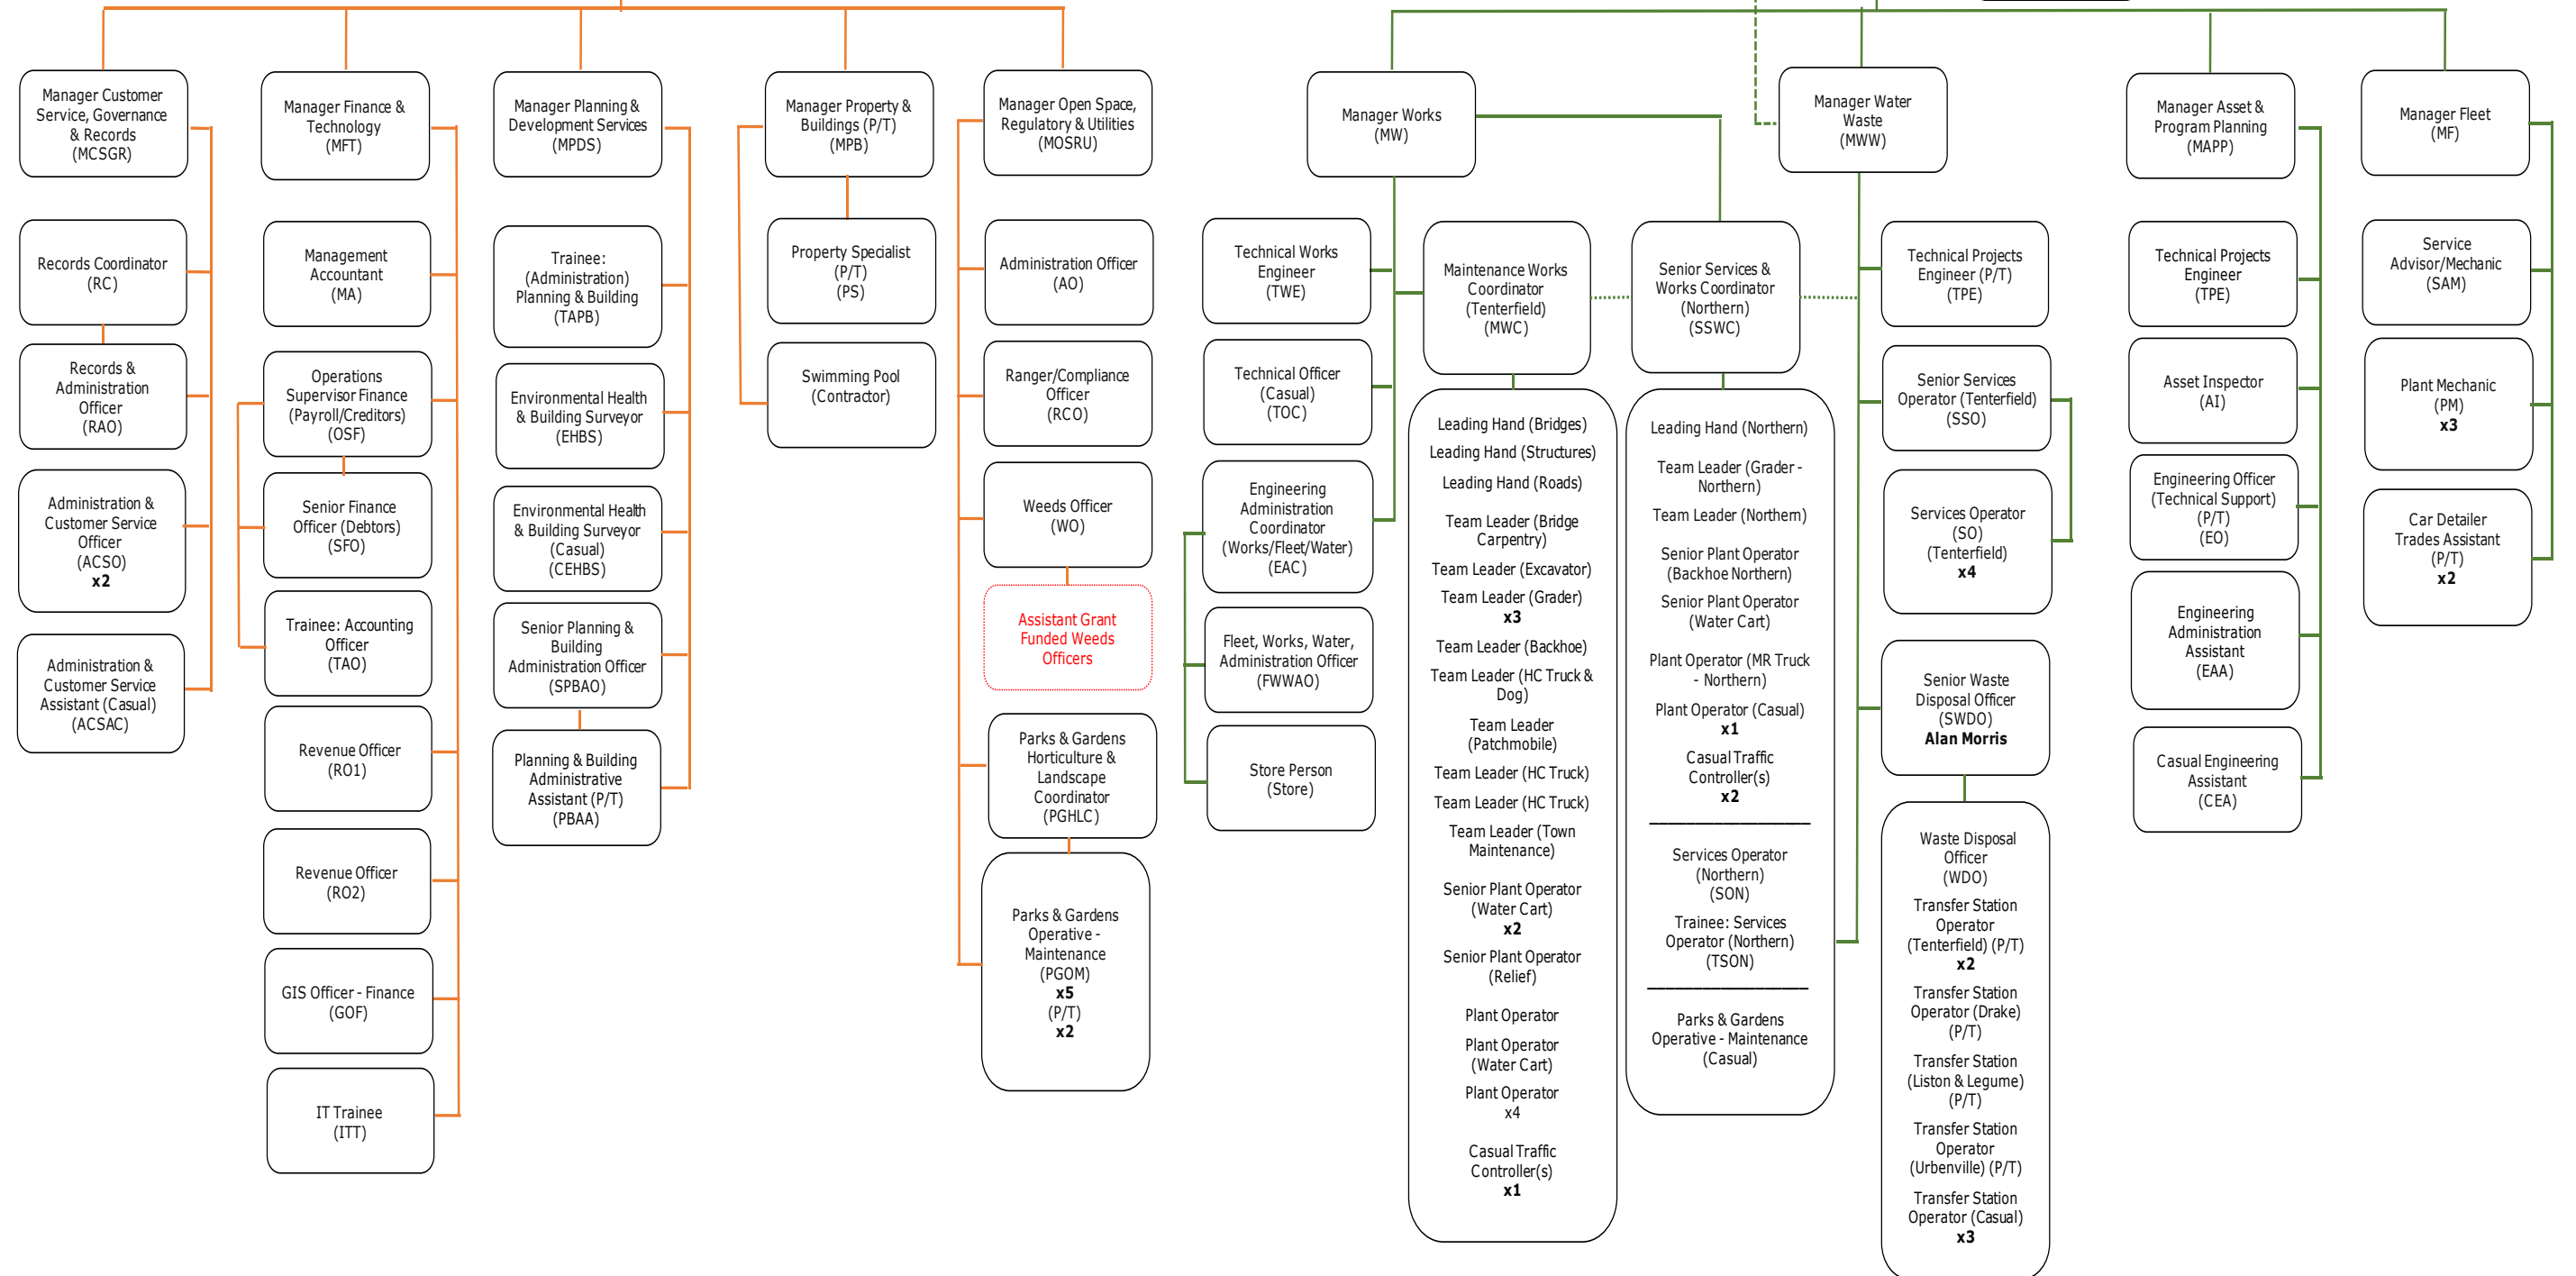 Manager Customer
Service, Governance
& Records
(MCSGR)
Records Coordinator
(RC)
Records &
Administration
Officer
(RAO)
Administration &
Customer Service
Officer
(ACSO)
x2
Administration &
Customer Service
Assistant (Casual)
(ACSAC)
Manager Finance &
Technology
(MFT)
Management
Accountant
(MA)
Operations
Supervisor Finance
(Payroll/Creditors)
(OSF)
Senior Finance
Officer (Debtors)
(SFO)
Trainee: Accounting
Officer
(TAO)
Revenue Officer
(RO1)
Revenue Officer
(RO2)
GIS Officer - Finance
(GOF)
IT Trainee
(ITT)
Manager Planning &
Development Services
(MPDS)
Trainee:
(Administration)
Planning & Building
(TAPB)
Environmental Health
& Building Surveyor
(EHBS)
Environmental Health
& Building Surveyor
(Casual)
(CEHBS)
Senior Planning &
Building
Administration Officer
(SPBAO)
Planning & Building
Administrative
Assistant (P/T)
(PBAA)
Manager Property &
Buildings (P/T)
(MPB)
Property Specialist
(P/T)
(PS)
Swimming Pool
(Contractor)
Manager Open Space,
Regulatory & Utilities
(MOSRU)
Administration Officer
(AO)
Ranger/Compliance
Officer
(RCO)
Weeds Officer
(WO)
Assistant Grant
Funded Weeds
Officers
Parks & Gardens
Horticulture &
Landscape
Coordinator
(PGHLC)
Parks & Gardens
Operative -
Maintenance
(PGOM)
x5
(P/T)
x2
Manager Works
(MW)
Technical Works
Engineer
(TWE)
Technical Officer
(Casual)
(TOC)
Engineering
Administration
Coordinator
(Works/Fleet/Water)
(EAC)
Fleet, Works, Water,
Administration Officer
(FWWAO)
Store Person
(Store)
Maintenance Works
Coordinator
(Tenterfield)
(MWC)
Leading Hand (Bridges)
Leading Hand (Structures)
Leading Hand (Roads)
Team Leader (Bridge
Carpentry)
Team Leader (Excavator)
Team Leader (Grader)
x3
Team Leader (Backhoe)
Team Leader (HC Truck &
Dog)
Team Leader
(Patchmobile)
Team Leader (HC Truck)
Team Leader (HC Truck)
Team Leader (Town
Maintenance)
Senior Plant Operator
(Water Cart)
x2
Senior Plant Operator
(Relief)
Plant Operator
Plant Operator
(Water Cart)
Plant Operator
x4
Casual Traffic
Controller(s)
x1
Senior Services &
Works Coordinator
(Northern)
(SSWC)
Leading Hand (Northern)
Team Leader (Grader -
Northern)
Team Leader (Northern)
Senior Plant Operator
(Backhoe Northern)
Senior Plant Operator
(Water Cart)
Plant Operator (MR Truck
- Northern)
Plant Operator (Casual)
x1
Casual Traffic
Controller(s)
x2
Services Operator
(Northern)
(SON)
Trainee: Services
Operator (Northern)
(TSON)
Parks & Gardens
Operative - Maintenance
(Casual)
Manager Water
Waste
(MWW)
Technical Projects
Engineer (P/T)
(TPE)
Senior Services
Operator (Tenterfield)
(SSO)
Services Operator
(SO)
(Tenterfield)
x4
Senior Waste
Disposal Officer
(SWDO)
Alan Morris
Waste Disposal
Officer
(WDO)
Transfer Station
Operator
(Tenterfield) (P/T)
x2
Transfer Station
Operator (Drake)
(P/T)
Transfer Station
(Liston & Legume)
(P/T)
Transfer Station
Operator
(Urbenville) (P/T)
Transfer Station
Operator (Casual)
x3
Manager Asset &
Program Planning
(MAPP)
Technical Projects
Engineer
(TPE)
Asset Inspector
(AI)
Engineering Officer
(Technical Support)
(P/T)
(EO)
Engineering
Administration
Assistant
(EAA)
Casual Engineering
Assistant
(CEA)
Manager Fleet
(MF)
Service
Advisor/Mechanic
(SAM)
Plant Mechanic
(PM)
x3
Car Detailer
Trades Assistant
(P/T)
x2